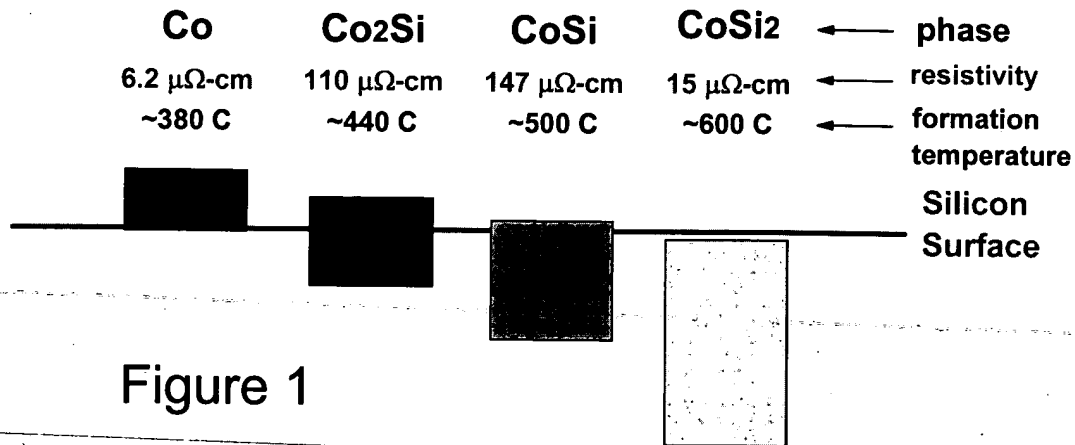 Co Co2Si CoSi CoSi2 phase
6.2 μΩ-cm 110 μΩ-cm 147 μΩ-cm 15 μΩ-cm resistivity
~380 C ~440 C ~500 C ~600 C formation
temperature
Silicon
Surface
Figure 1